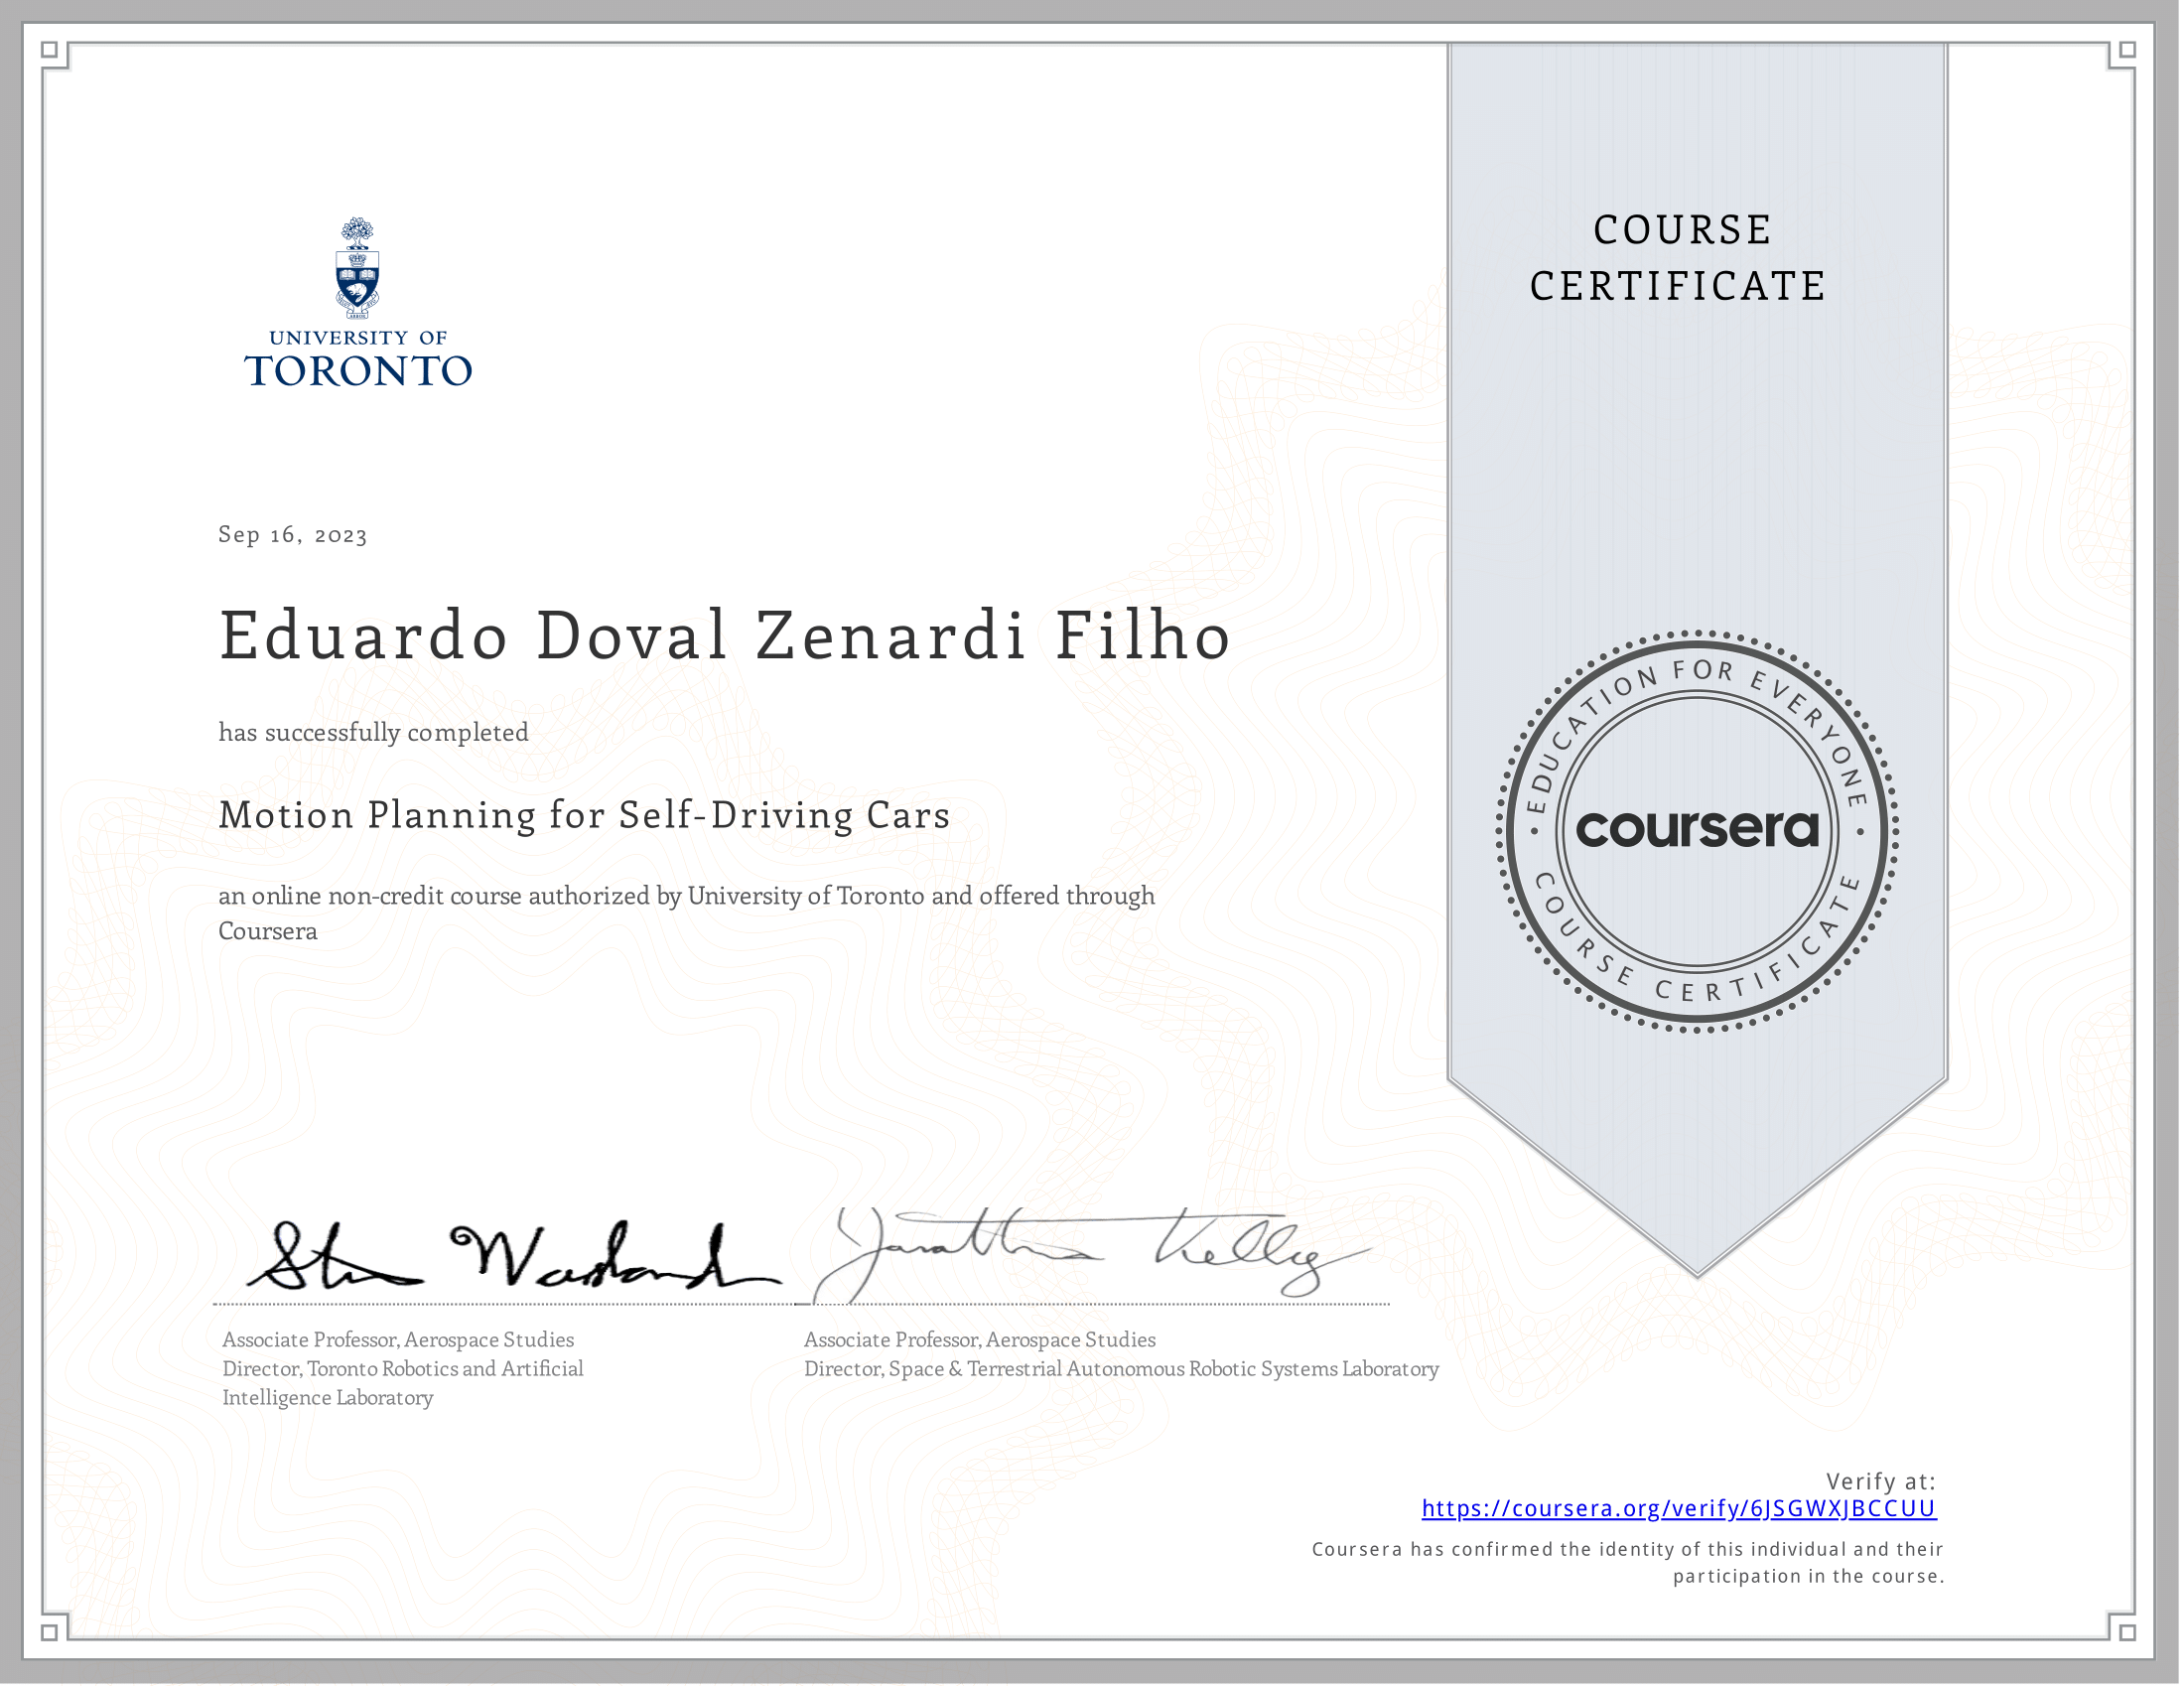 COURSE
CERTIFICATE
UNIVERSITY OF
TORONTO
Sep 16, 2023
Eduardo Doval Zenardi Filho
has successfully completed
Motion Planning for Self-Driving Cars
an online non-credit course authorized by University of Toronto and offered through
Coursera
EDUCATION FOR EVERYONE
coursera
COURSE CERTIFICATE
Associate Professor, Aerospace Studies
Director, Toronto Robotics and Artificial
Intelligence Laboratory
Jonathan Kelly
Associate Professor, Aerospace Studies
Director, Space & Terrestrial Autonomous Robotic Systems Laboratory
Verify at:
https://coursera.org/verify/6JSGWXJBCCUU
Coursera has confirmed the identity of this individual and their
participation in the course.